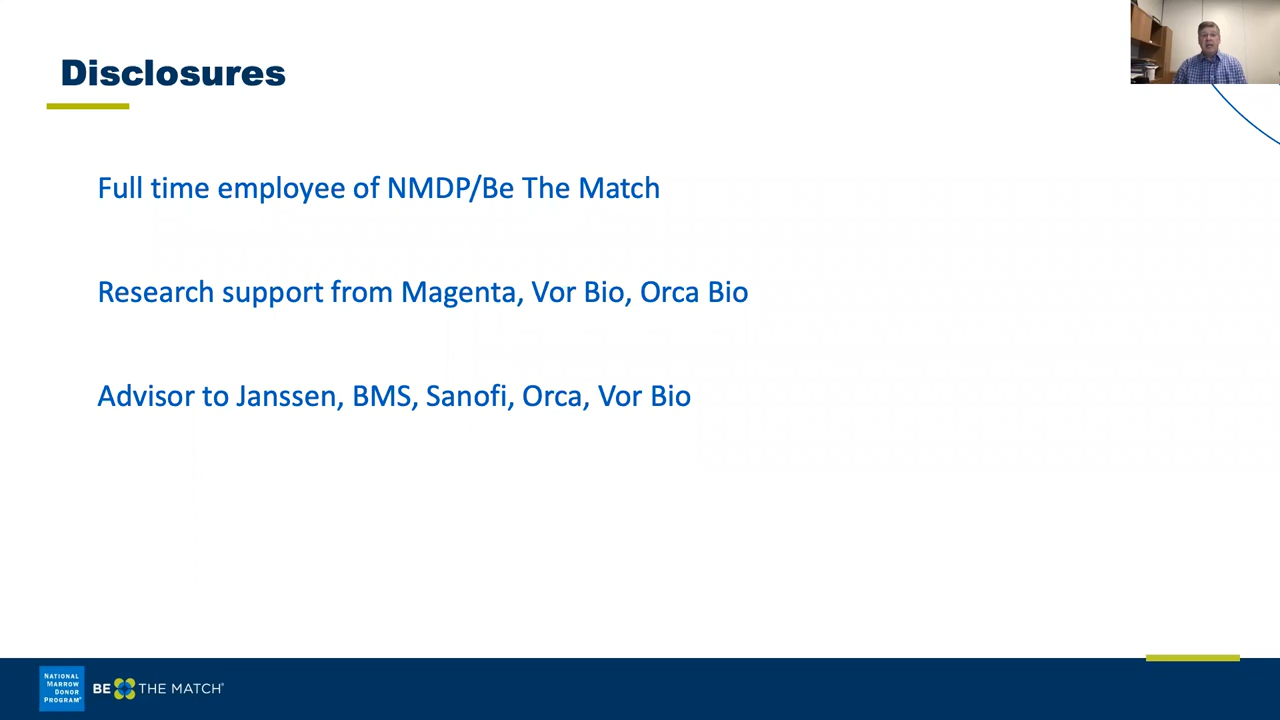 Disclosures
Full time employee of NMDP/Be The Match
Research support from Magenta, Vor Bio, Orca Bio
Advisor to Janssen, BMS, Sanofi, Orca, Vor Bio
NATIONAL
MARROW
DONOR
PROGRAM®
BE THE MATCH®